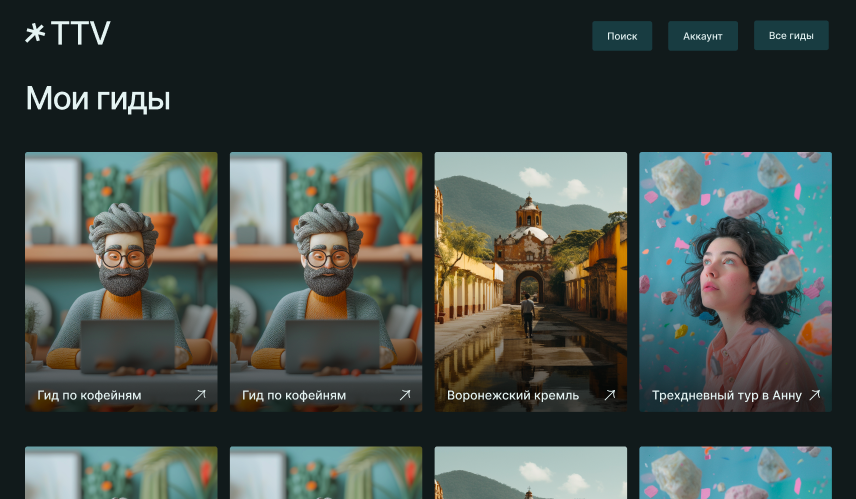 TTV
Поиск
Аккаунт
Все гиды
Мои гиды
Гид по кофейням
Гид по кофейням
Воронежский кремль
Трехдневный тур в Анну